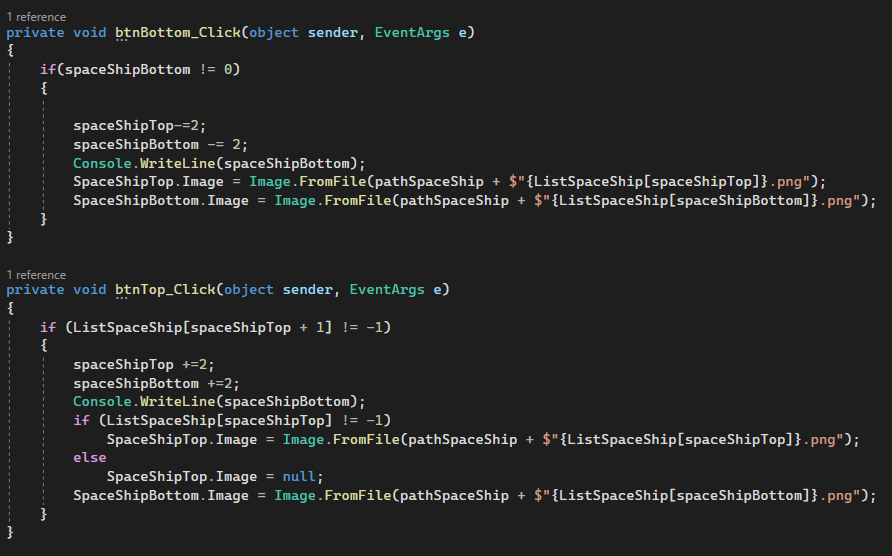 1 reference
private void btnBottom_Click(object sender, EventArgs e)
{
if(spaceShipBottom != 0)
{
spaceShipTop-=2;
spaceShipBottom -= 2;
Console.WriteLine(spaceShipBottom);
SpaceShipTop.Image = Image.FromFile(pathSpaceShip + $"{ListSpaceShip[spaceShipTop]}.png");
SpaceShipBottom.Image = Image.FromFile(pathSpaceShip + $"{ListSpaceShip[spaceShipBottom]}.png");
}
}
1 reference
private void btnTop_Click(object sender, EventArgs e)
{
if (ListSpaceShip[spaceShipTop + 1] != -1)
{
spaceShipTop +=2;
spaceShipBottom +=2;
Console.WriteLine(spaceShipBottom);
if (ListSpaceShip[spaceShipTop] != -1)
SpaceShipTop.Image = Image.FromFile(pathSpaceShip + $"{ListSpaceShip[spaceShipTop]}.png");
else
SpaceShipTop.Image = null;
SpaceShipBottom.Image = Image.FromFile(pathSpaceShip + $"{ListSpaceShip[spaceShipBottom]}.png");
}
}